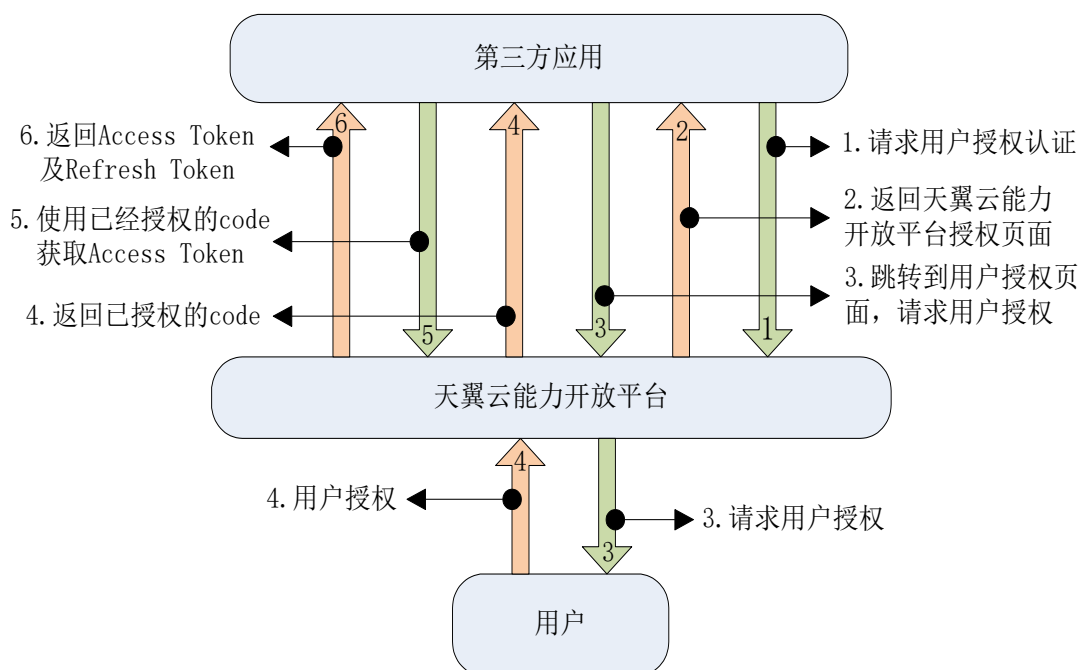 第三方应用
6
4
2
6.返回Access Token
及Refresh Token
1.请求用户授权认证
5.使用已经授权的code
获取Access Token
2.返回天翼云能力
开放平台授权页面
3.跳转到用户授权页
面，请求用户授权
4.返回已授权的code
5
3
1
天翼云能力开放平台
4
4.用户授权
3.请求用户授权
3
用户